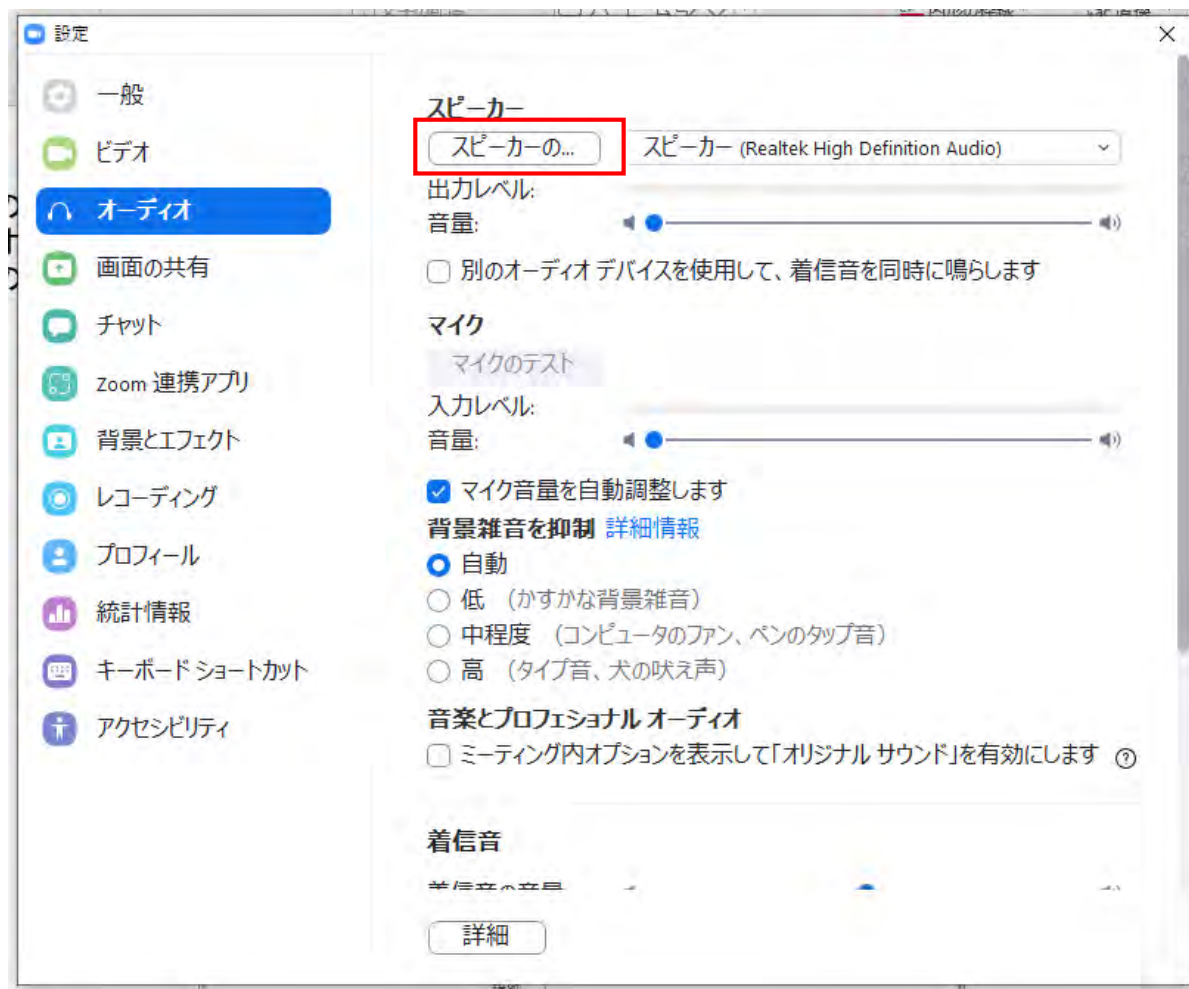 設定
一般
ビデオ
オーディオ
画面の共有
チャット
Zoom 連携アプリ
背景とエフェクト
レコーディング
プロフィール
統計情報
キーボード ショートカット
アクセシビリティ
スピーカー
スピーカーの... スピーカー (Realtek High Definition Audio)
出力レベル:
音量:
別のオーディオ デバイスを使用して、着信音を同時に鳴らします
マイク
マイクのテスト
入力レベル:
音量:
マイク音量を自動調整します
背景雑音を抑制 詳細情報
自動
低 (かすかな背景雑音)
中程度 (コンピュータのファン、ペンのタップ音)
高 (タイプ音、犬の吠え声)
音楽とプロフェショナル オーディオ
ミーティング内オプションを表示して「オリジナル サウンド」を有効にします
着信音
着信音の音量
詳細